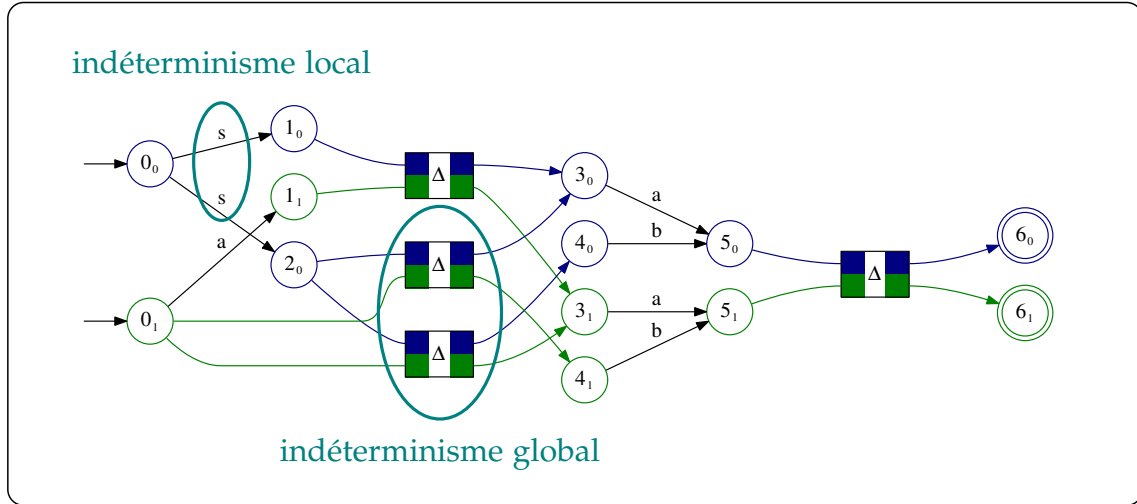 indéterminisme local
s
1₀
0₀
Δ
3₀
s
1₁
a
a
4₀
b
5₀
6₀
2₀
Δ
Δ
0₁
3₁
a
5₁
6₁
b
Δ
4₁
indéterminisme global